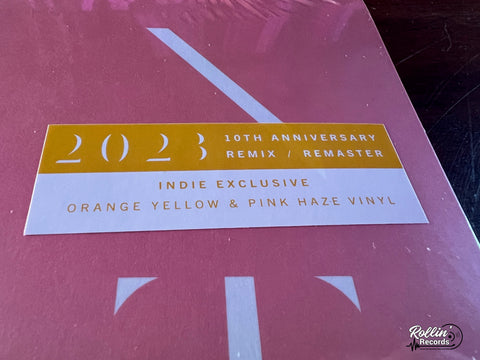 2023
10TH ANNIVERSARY
REMIX / REMASTER
INDIE EXCLUSIVE
ORANGE YELLOW & PINK HAZE VINYL
T
Rollin'
Records